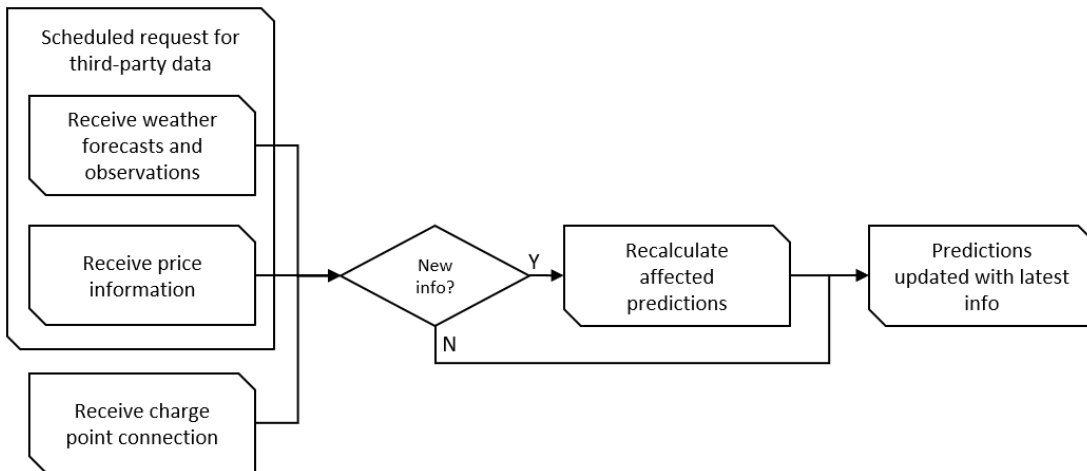 Scheduled request for
third-party data
Receive weather
forecasts and
observations
Receive price
information
Receive charge
point connection
New
info?
Y
N
Recalculate
affected
predictions
Predictions
updated with latest
info